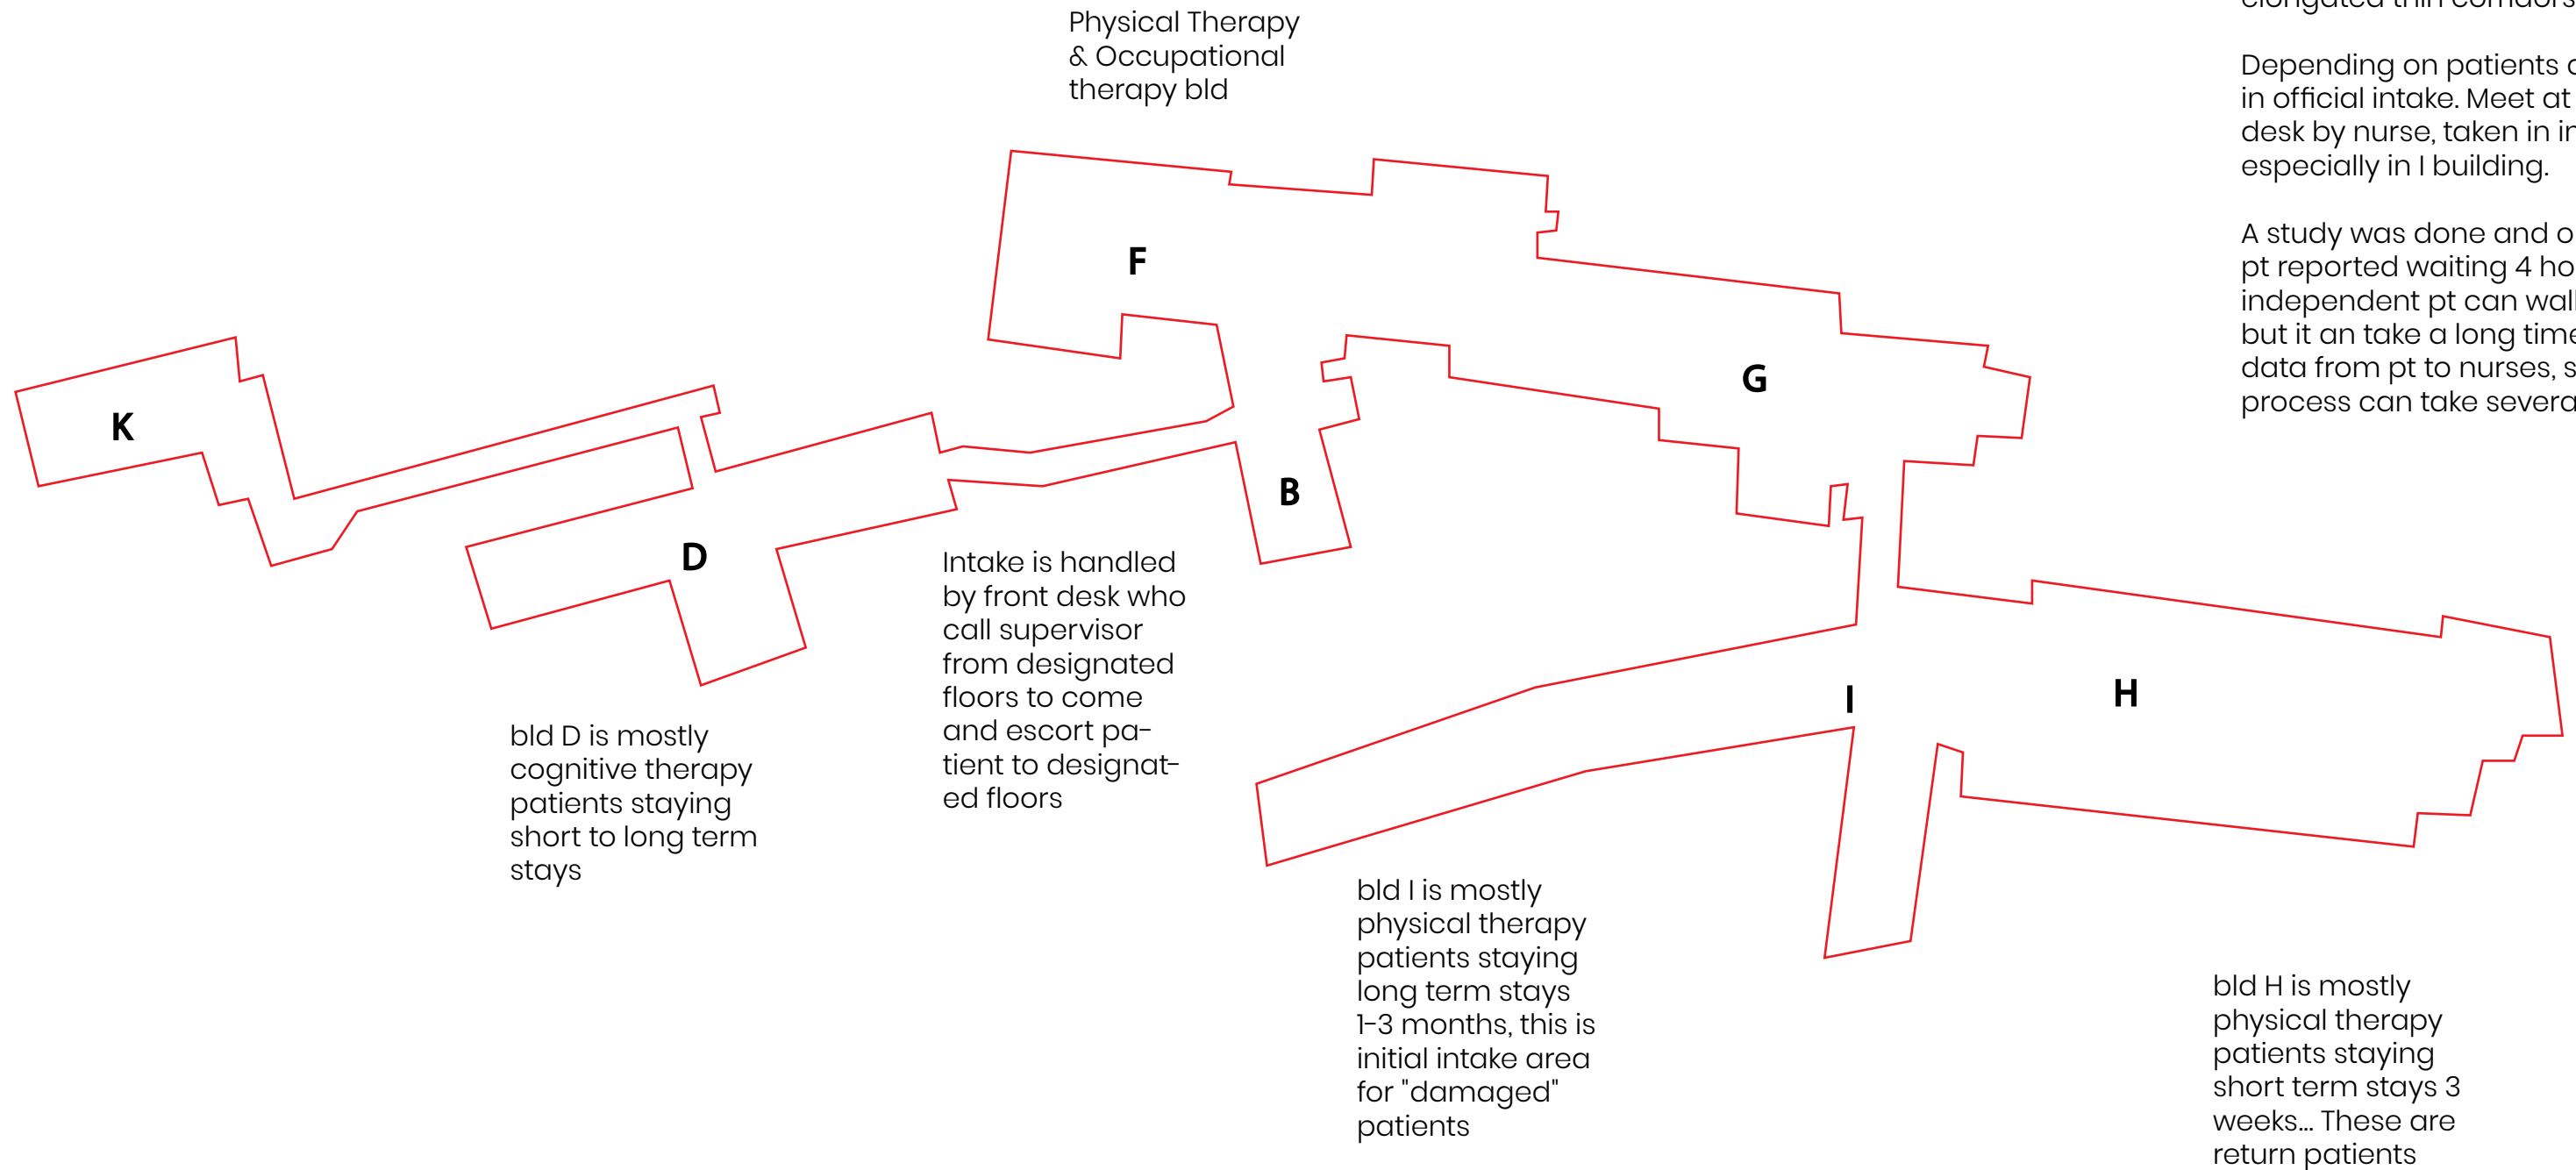 Physical Therapy
& Occupational
therapy bld
elongated thin corridors
Depending on patients
in official intake. Meet at
desk by nurse, taken in
especially in I building.
A study was done and
pt reported waiting 4
independent pt can
but it an take a long time
data from pt to nurses,
process can take
F
G
K
B
D
I
H
Intake is handled
by front desk who
call supervisor
from designated
floors to come
and escort pa-
tient to designat-
ed floors
bld D is mostly
cognitive therapy
patients staying
short to long term
stays
bld I is mostly
physical therapy
patients staying
long term stays
1-3 months, this is
initial intake area
for "damaged"
patients
bld H is mostly
physical therapy
patients staying
short term stays 3
weeks... These are
return patients